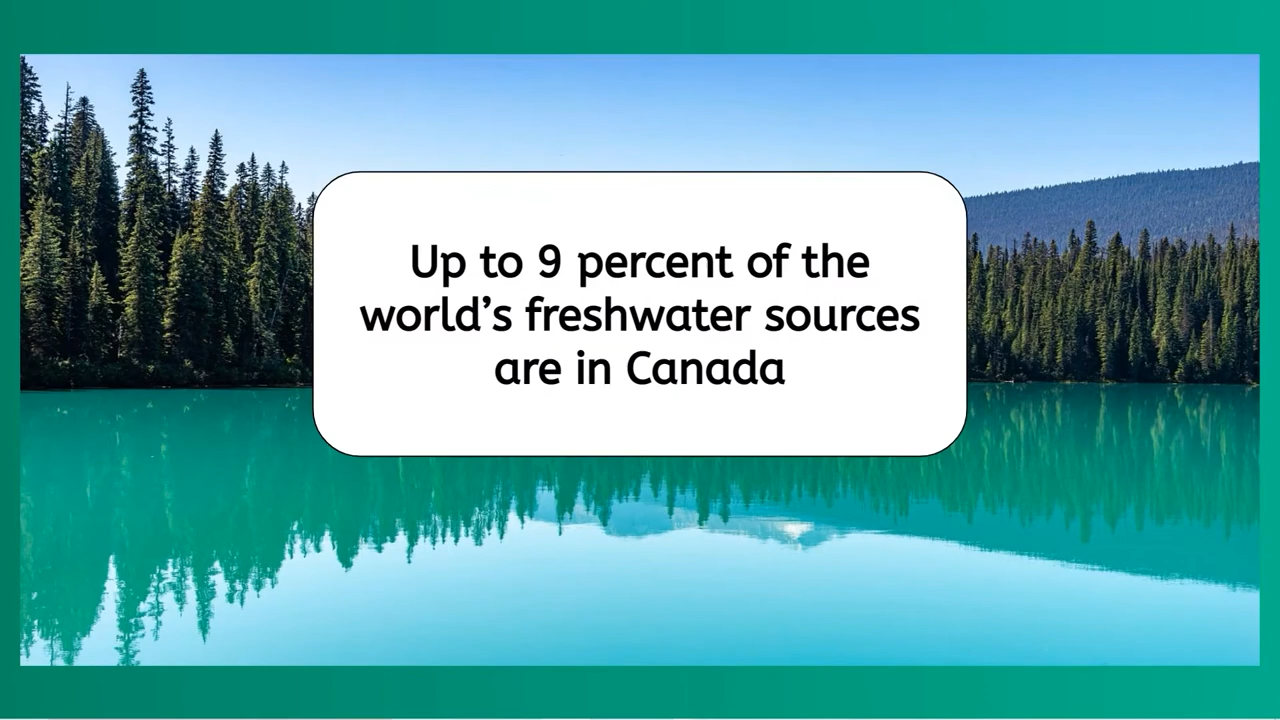 Up to 9 percent of the
world’s freshwater sources
are in Canada